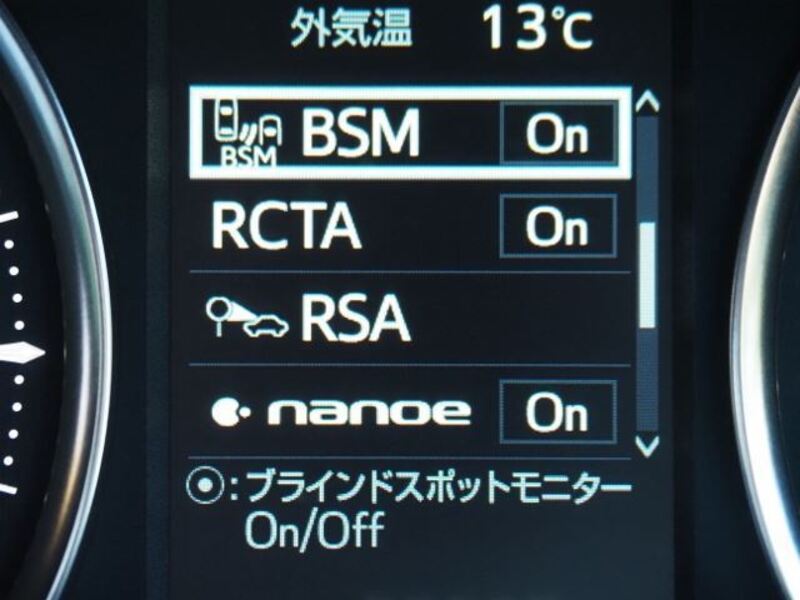 外気温 13℃
BSM BSM On
RCTA On
RSA
nanoe On
⦿:ブラインドスポットモニター
On/Off